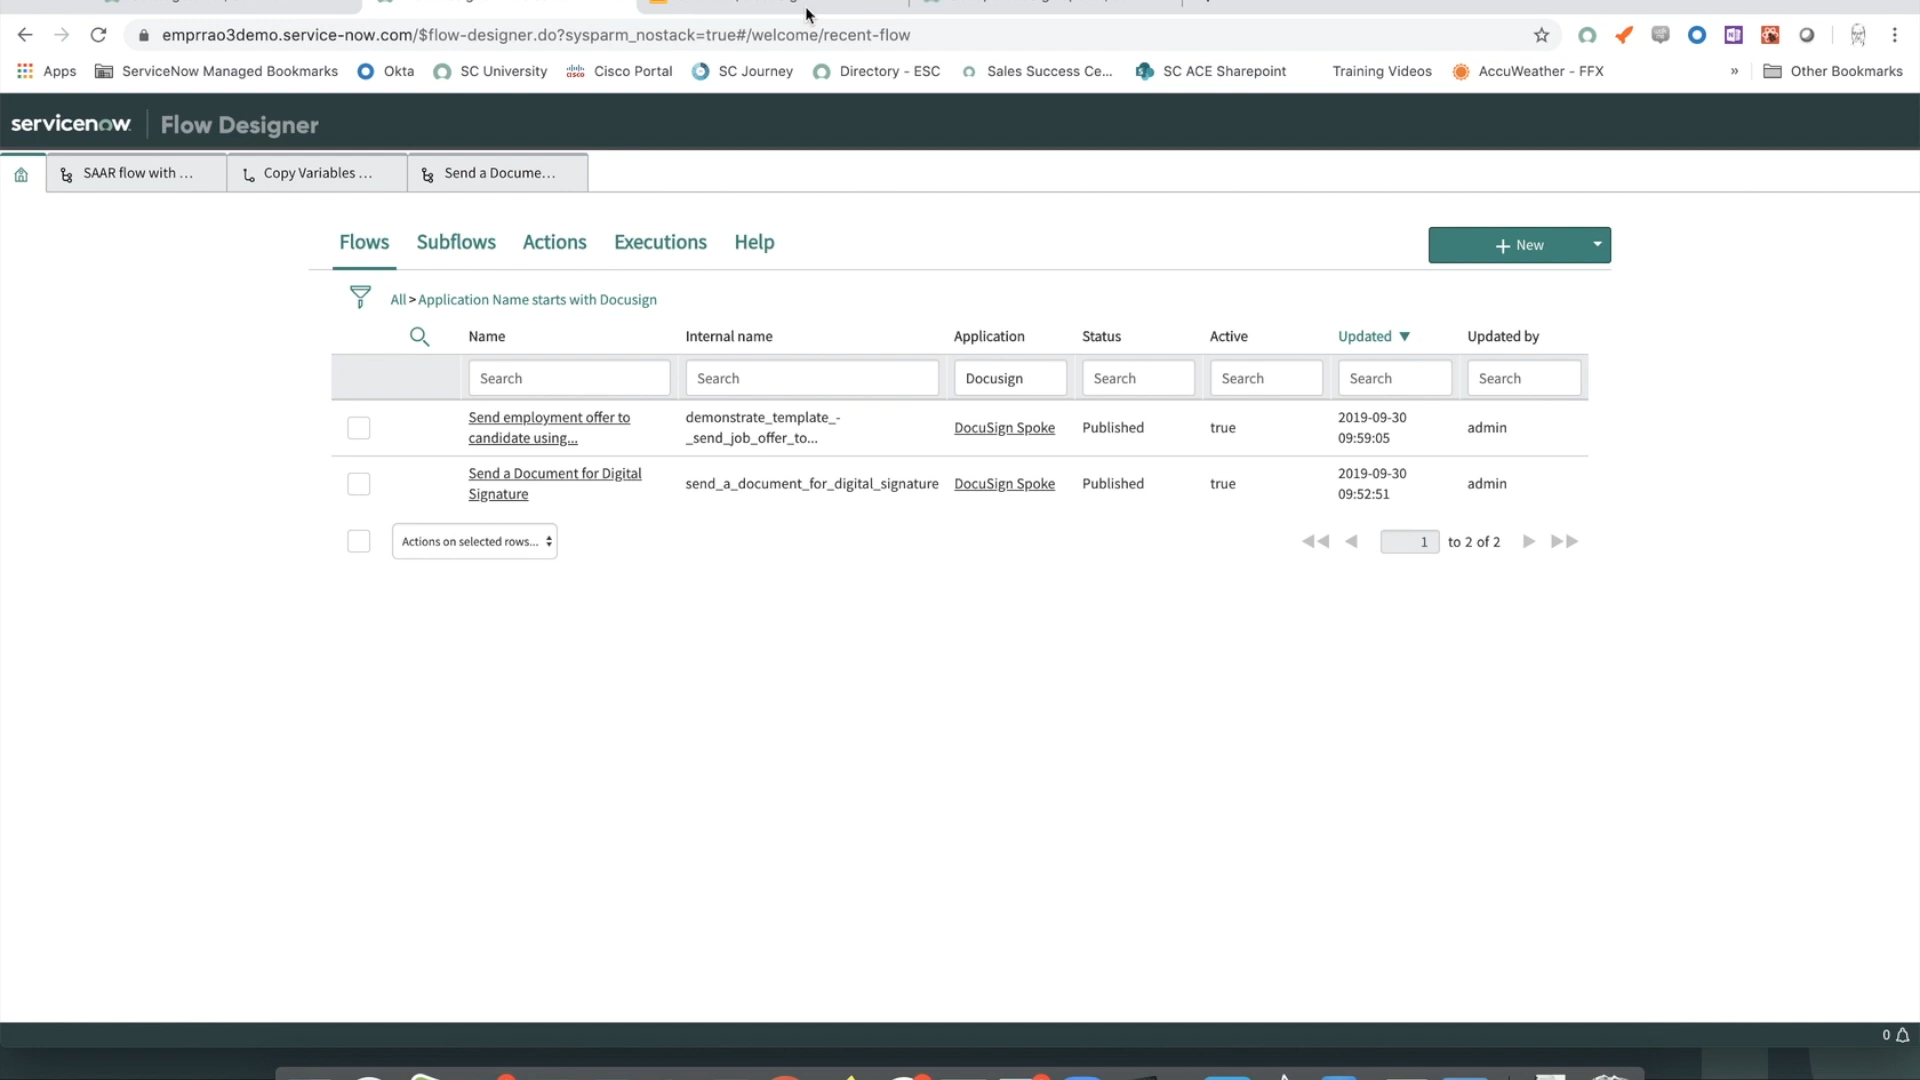 emprrao3demo.service-now.com/$flow-designer.do?sysparm_nostack=true#/welcome/recent-flow
Apps ServiceNow Managed Bookmarks Okta SC University Cisco Portal SC Journey Directory - ESC Sales Success Ce... SC ACE Sharepoint Training Videos AccuWeather - FFX » Other Bookmarks
servicenow Flow Designer
SAAR flow with ... Copy Variables ... Send a Docume...
Flows Subflows Actions Executions Help + New
All > Application Name starts with Docusign
Name Internal name Application Status Active Updated ▼ Updated by
Search Search Docusign Search Search Search Search
Send employment offer to candidate using... demonstrate_template_-_send_job_offer_to... DocuSign Spoke Published true 2019-09-30 09:59:05 admin
Send a Document for Digital Signature send_a_document_for_digital_signature DocuSign Spoke Published true 2019-09-30 09:52:51 admin
Actions on selected rows... 1 to 2 of 2
0